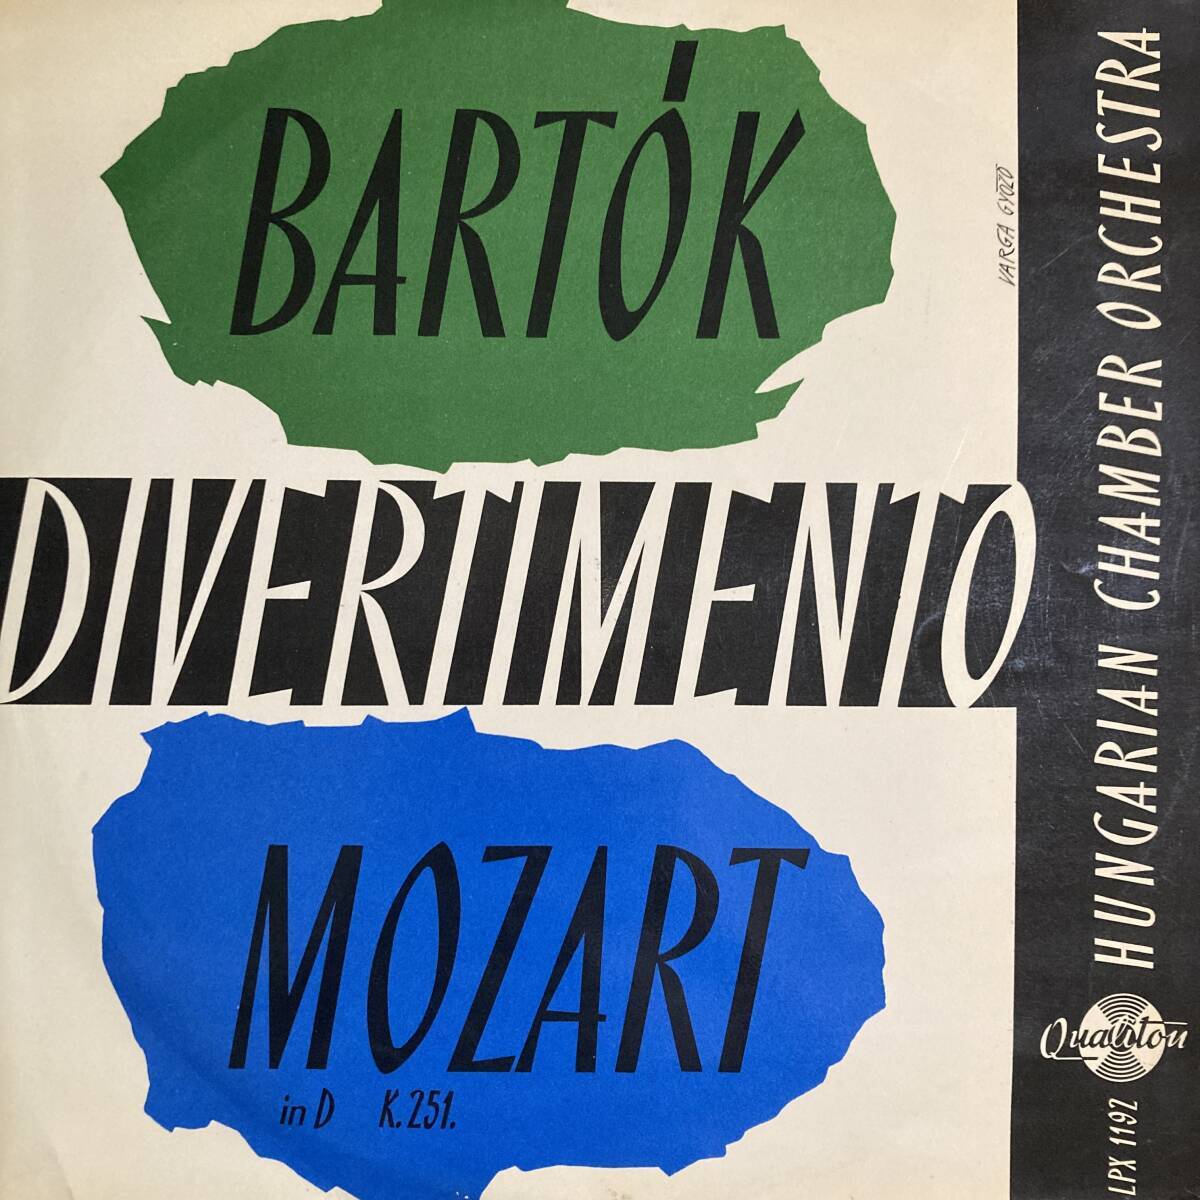 BARTÓK
DIVERTIMENTO
MOZART
in D K.251.
VARGA GYŐZŐ
HUNGARIAN CHAMBER ORCHESTRA
Qualiton
LPX 1192